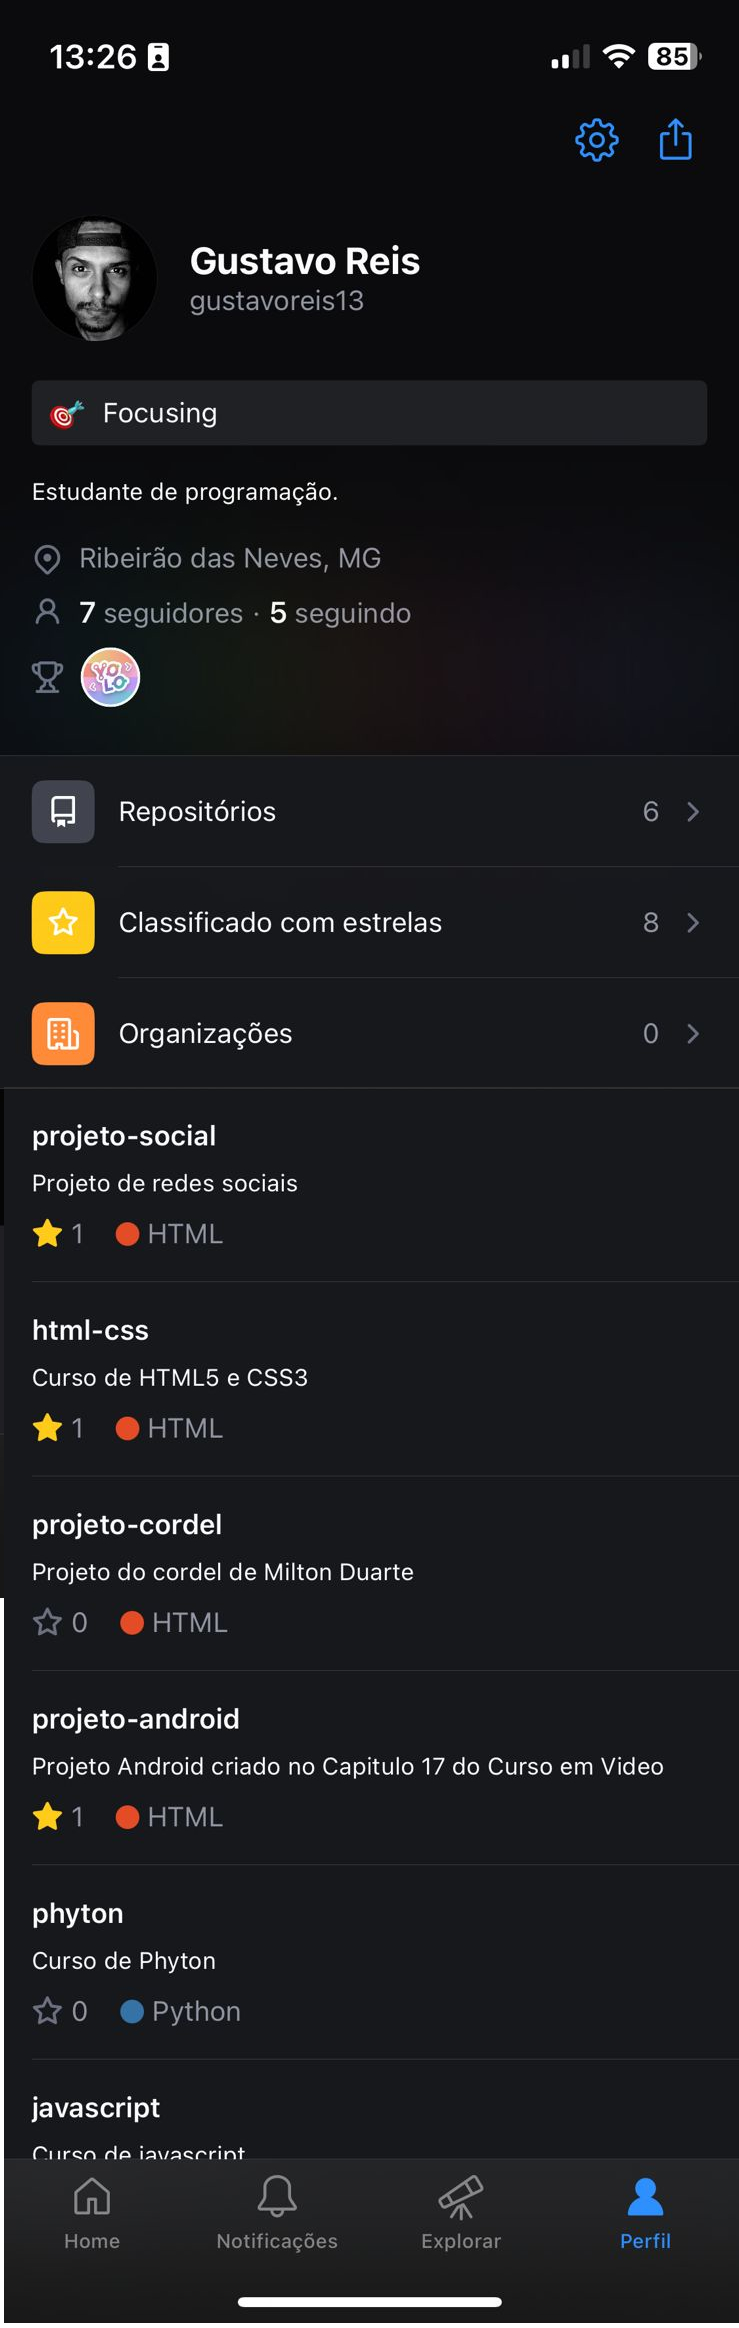 13:26
85
Gustavo Reis
gustavoreis13
Focusing
Estudante de programação.
Ribeirão das Neves, MG
7 seguidores · 5 seguindo
YOLO
Repositórios 6
Classificado com estrelas 8
Organizações 0
projeto-social
Projeto de redes sociais
1 HTML
html-css
Curso de HTML5 e CSS3
1 HTML
projeto-cordel
Projeto do cordel de Milton Duarte
0 HTML
projeto-android
Projeto Android criado no Capitulo 17 do Curso em Video
1 HTML
phyton
Curso de Phyton
0 Python
javascript
Curso de javascript
Home Notificações Explorar Perfil